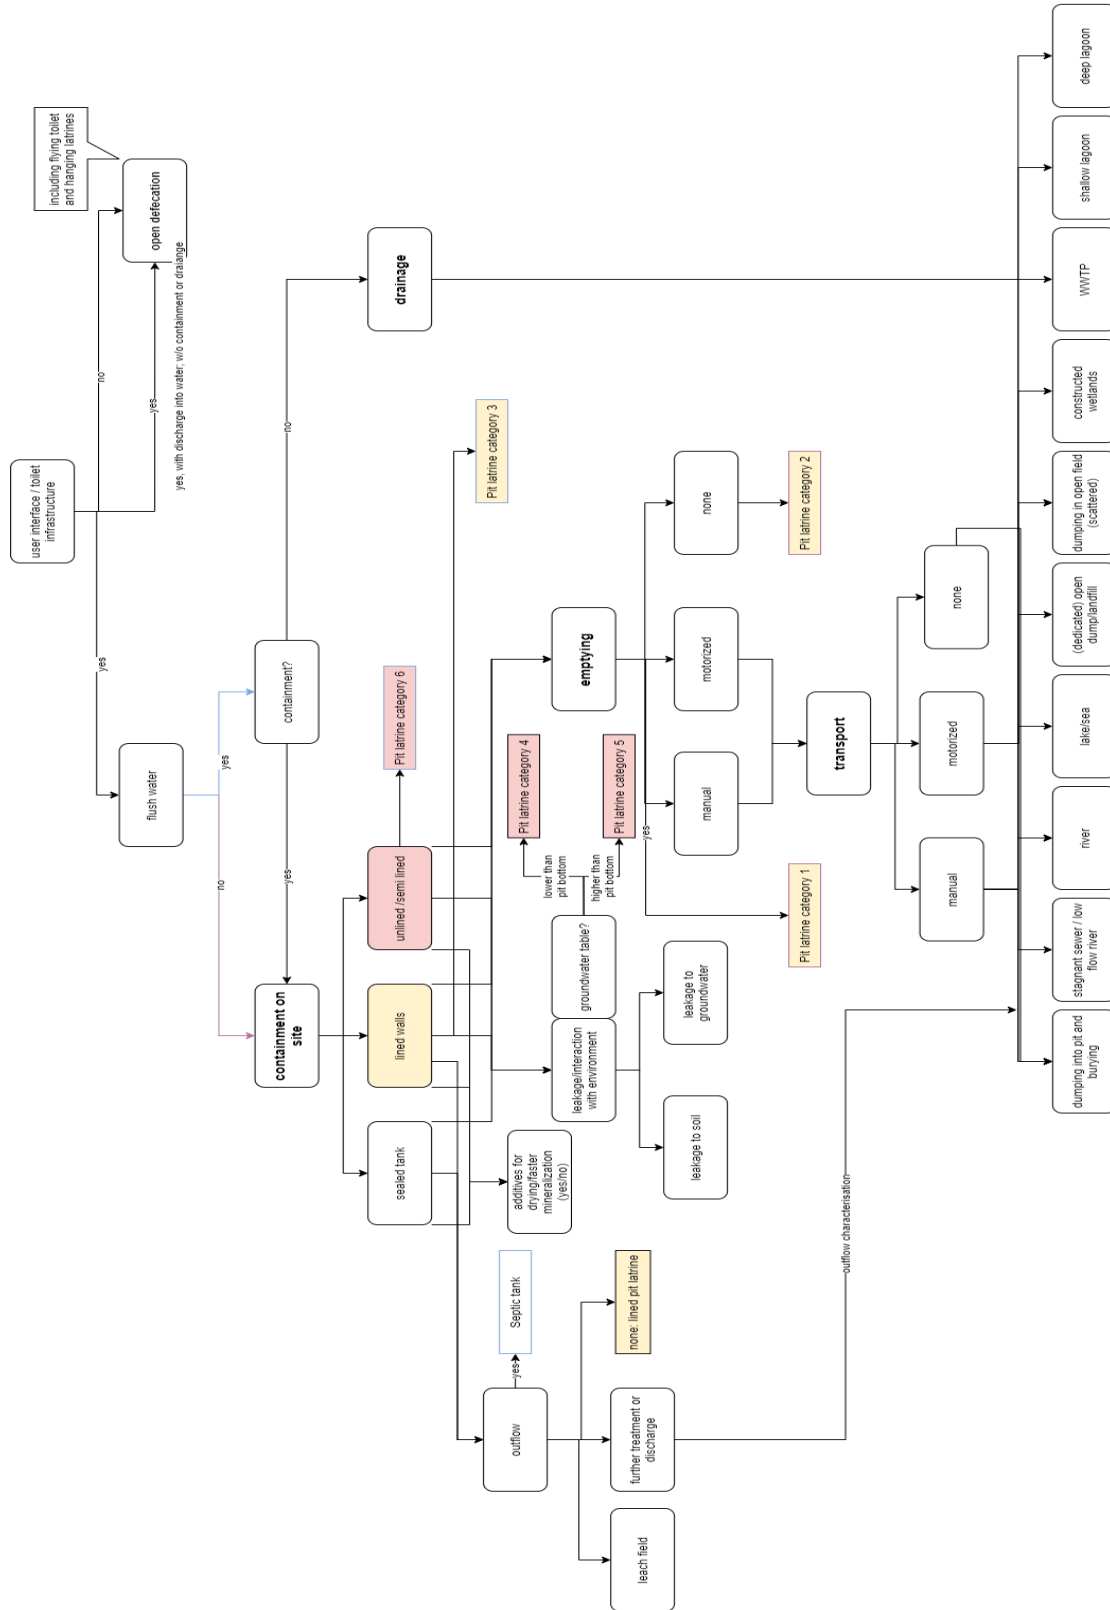 user interface / toilet
infrastructure
including flying toilet
and hanging latrines
open defecation
no
yes
yes, with discharge into water; w/o containment or draiange
yes
flush water
yes
no
containment?
no
yes
containment on
site
drainage
sealed tank
lined walls
unlined /semi lined
Pit latrine category 6
Pit latrine category 3
outflow
yes
Septic tank
additives for
drying/faster
mineralization
(yes/no)
leakage/interaction
with environment
groundwater table?
lower than
pit bottom
higher than
pit bottom
Pit latrine category 4
Pit latrine category 5
emptying
leach field
further treatment or
discharge
none: lined pit latrine
leakage to soil
leakage to
groundwater
yes
manual
motorized
none
Pit latrine category 1
Pit latrine category 2
transport
manual
motorized
none
outflow characterisation
dumping into pit and
burying
stagnant sewer / low
flow river
river
lake/sea
(dedicated) open
dump/landfill
dumping in open field
(scattered)
constructed
wetlands
WWTP
shallow lagoon
deep lagoon